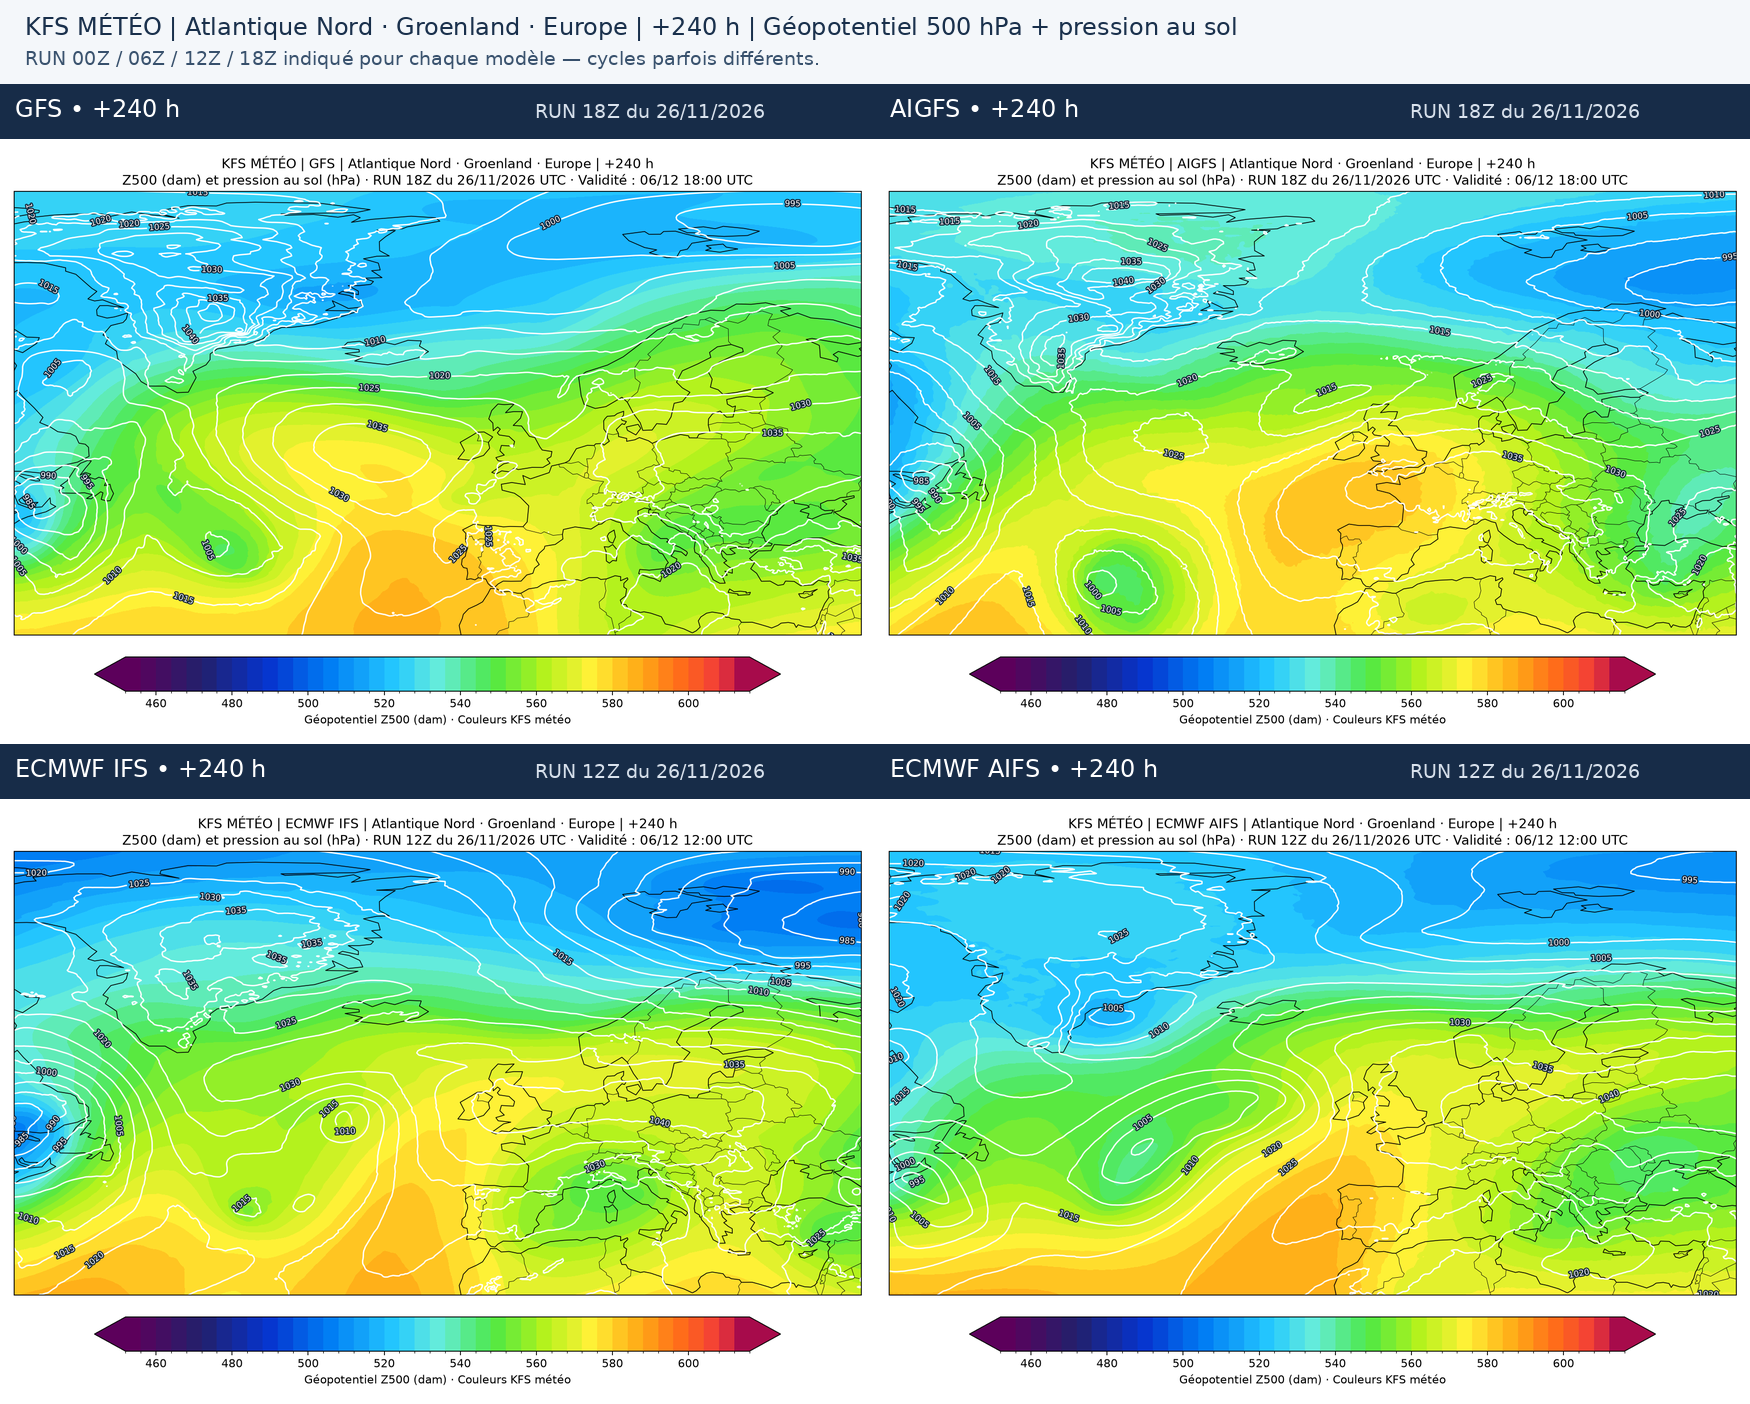 KFS MÉTÉO | Atlantique Nord · Groenland · Europe | +240 h | Géopotentiel 500 hPa + pression au sol
RUN 00Z / 06Z / 12Z / 18Z indiqué pour chaque modèle — cycles parfois différents.
GFS • +240 h
RUN 18Z du 26/11/2026
AIGFS • +240 h
RUN 18Z du 26/11/2026
KFS MÉTÉO | GFS | Atlantique Nord · Groenland · Europe | +240 h
Z500 (dam) et pression au sol (hPa) · RUN 18Z du 26/11/2026 UTC · Validité : 06/12 18:00 UTC
KFS MÉTÉO | AIGFS | Atlantique Nord · Groenland · Europe | +240 h
Z500 (dam) et pression au sol (hPa) · RUN 18Z du 26/11/2026 UTC · Validité : 06/12 18:00 UTC
460 480 500 520 540 560 580 600
Géopotentiel Z500 (dam) · Couleurs KFS météo
460 480 500 520 540 560 580 600
Géopotentiel Z500 (dam) · Couleurs KFS météo
ECMWF IFS • +240 h
RUN 12Z du 26/11/2026
ECMWF AIFS • +240 h
RUN 12Z du 26/11/2026
KFS MÉTÉO | ECMWF IFS | Atlantique Nord · Groenland · Europe | +240 h
Z500 (dam) et pression au sol (hPa) · RUN 12Z du 26/11/2026 UTC · Validité : 06/12 12:00 UTC
KFS MÉTÉO | ECMWF AIFS | Atlantique Nord · Groenland · Europe | +240 h
Z500 (dam) et pression au sol (hPa) · RUN 12Z du 26/11/2026 UTC · Validité : 06/12 12:00 UTC
460 480 500 520 540 560 580 600
Géopotentiel Z500 (dam) · Couleurs KFS météo
460 480 500 520 540 560 580 600
Géopotentiel Z500 (dam) · Couleurs KFS météo